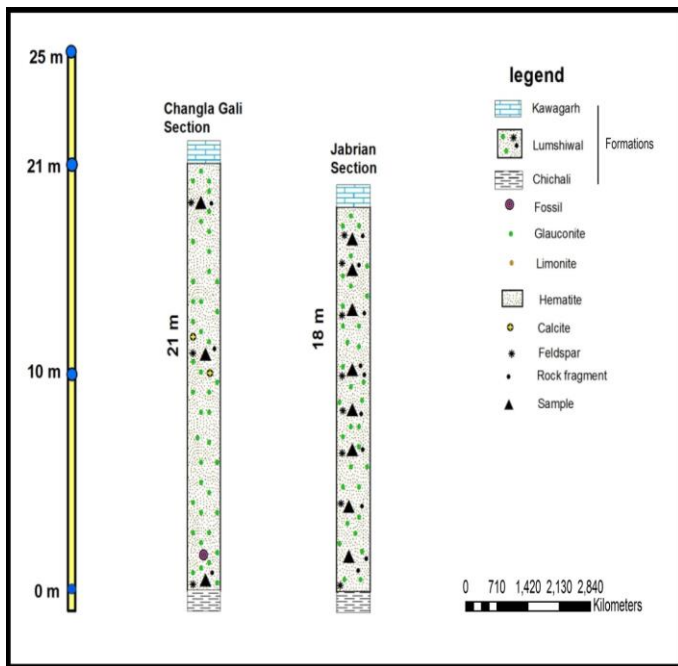 25 m
21 m
10 m
0 m
Changla Gali
Section
21 m
Jabrian
Section
18 m
legend
Kawagarh
Lumshiwal
Formations
Chichali
Fossil
Glauconite
Limonite
Hematite
Calcite
Feldspar
Rock fragment
Sample
0 710 1,420 2,130 2,840
Kilometers